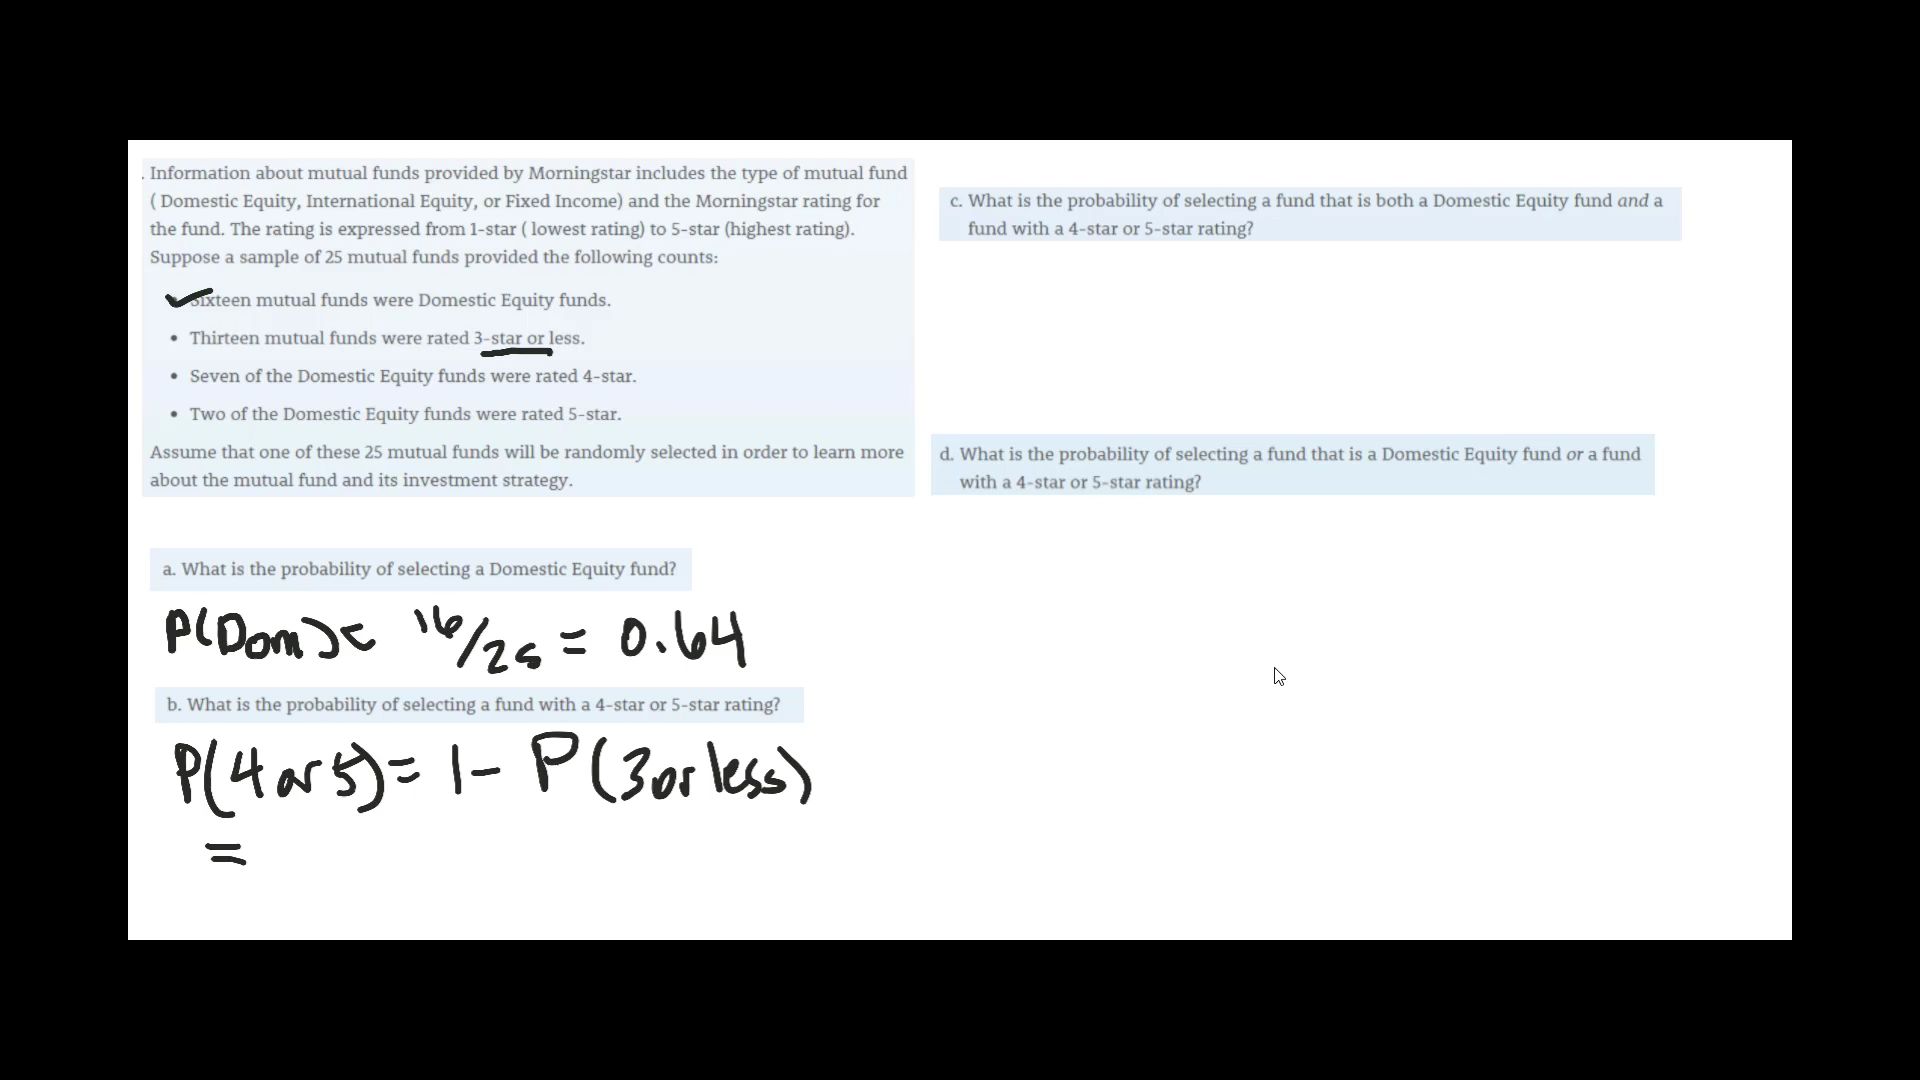 . Information about mutual funds provided by Morningstar includes the type of mutual fund
( Domestic Equity, International Equity, or Fixed Income) and the Morningstar rating for
the fund. The rating is expressed from 1-star ( lowest rating) to 5-star (highest rating).
Suppose a sample of 25 mutual funds provided the following counts:
Sixteen mutual funds were Domestic Equity funds.
• Thirteen mutual funds were rated 3-star or less.
• Seven of the Domestic Equity funds were rated 4-star.
• Two of the Domestic Equity funds were rated 5-star.
Assume that one of these 25 mutual funds will be randomly selected in order to learn more
about the mutual fund and its investment strategy.
a. What is the probability of selecting a Domestic Equity fund?
P(Dom) = 16/25 = 0.64
b. What is the probability of selecting a fund with a 4-star or 5-star rating?
P(4 or 5) = 1 - P(3 or less)
=
c. What is the probability of selecting a fund that is both a Domestic Equity fund and a
fund with a 4-star or 5-star rating?
d. What is the probability of selecting a fund that is a Domestic Equity fund or a fund
with a 4-star or 5-star rating?